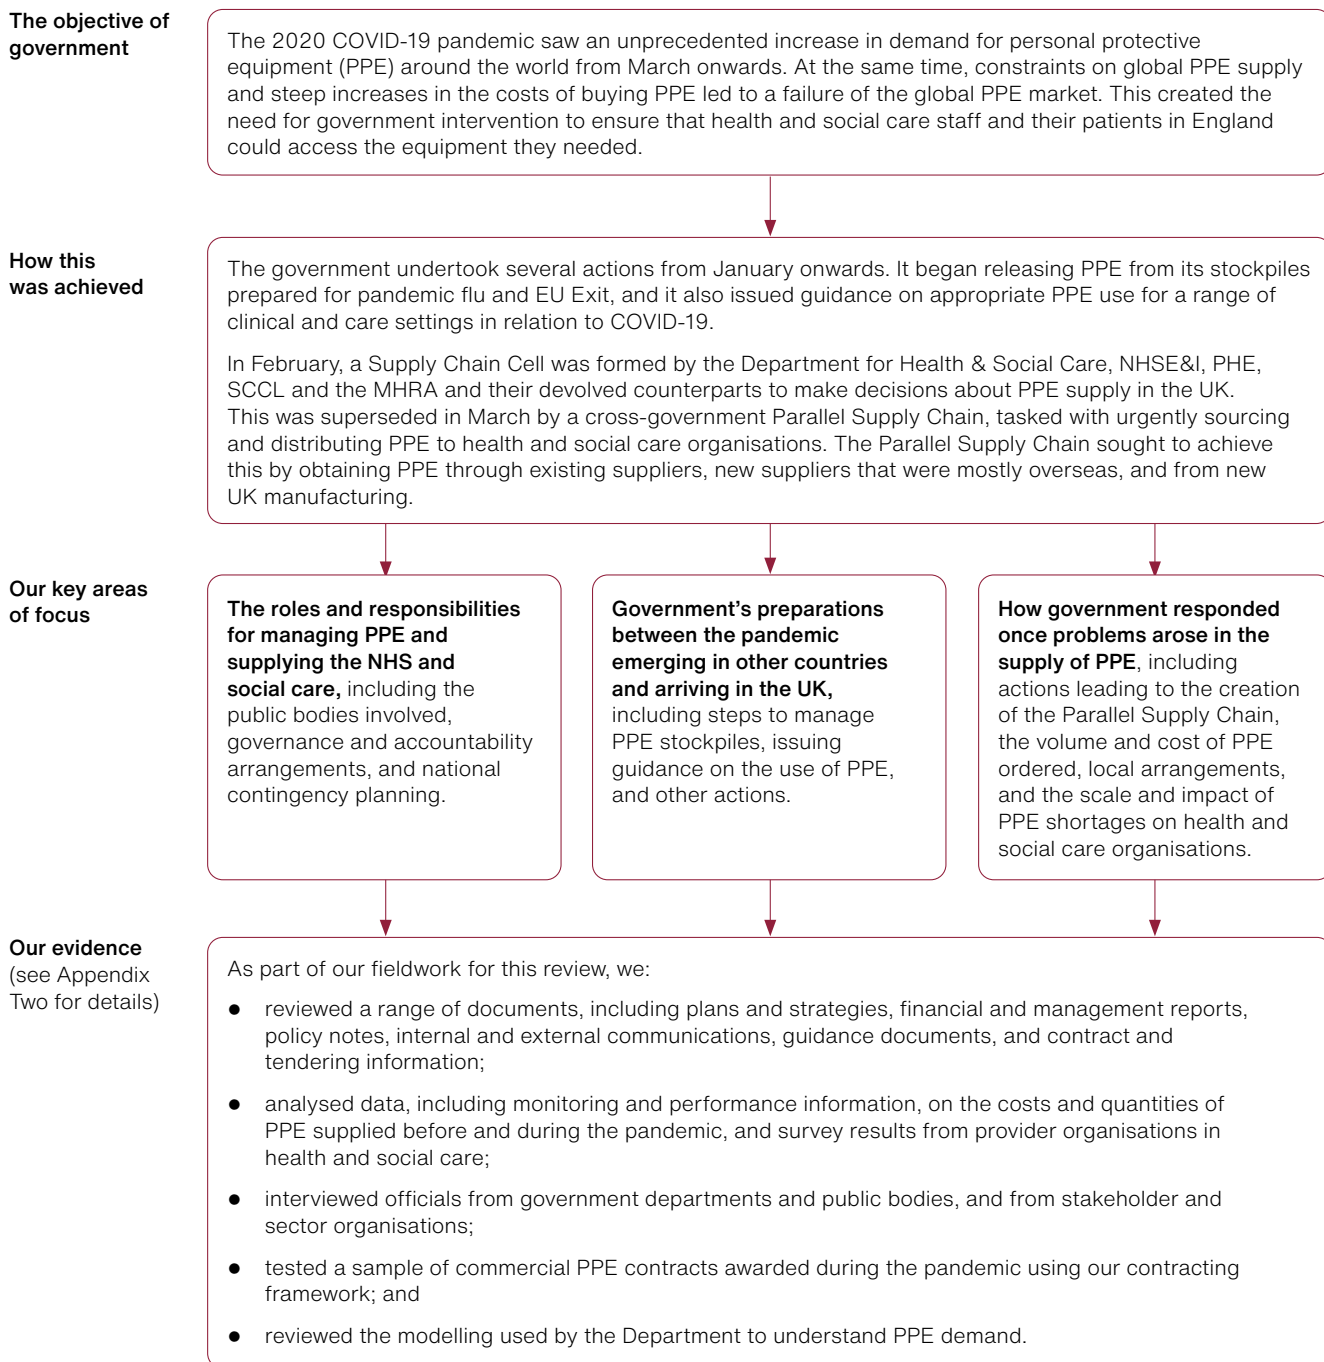 The objective of
government
The 2020 COVID-19 pandemic saw an unprecedented increase in demand for personal protective
equipment (PPE) around the world from March onwards. At the same time, constraints on global PPE supply
and steep increases in the costs of buying PPE led to a failure of the global PPE market. This created the
need for government intervention to ensure that health and social care staff and their patients in England
could access the equipment they needed.
How this
was achieved
The government undertook several actions from January onwards. It began releasing PPE from its stockpiles
prepared for pandemic flu and EU Exit, and it also issued guidance on appropriate PPE use for a range of
clinical and care settings in relation to COVID-19.
In February, a Supply Chain Cell was formed by the Department for Health & Social Care, NHSE&I, PHE,
SCCL and the MHRA and their devolved counterparts to make decisions about PPE supply in the UK.
This was superseded in March by a cross-government Parallel Supply Chain, tasked with urgently sourcing
and distributing PPE to health and social care organisations. The Parallel Supply Chain sought to achieve
this by obtaining PPE through existing suppliers, new suppliers that were mostly overseas, and from new
UK manufacturing.
Our key areas
of focus
The roles and responsibilities
for managing PPE and
supplying the NHS and
social care, including the
public bodies involved,
governance and accountability
arrangements, and national
contingency planning.
Government's preparations
between the pandemic
emerging in other countries
and arriving in the UK,
including steps to manage
PPE stockpiles, issuing
guidance on the use of PPE,
and other actions.
How government responded
once problems arose in the
supply of PPE, including
actions leading to the creation
of the Parallel Supply Chain,
the volume and cost of PPE
ordered, local arrangements,
and the scale and impact of
PPE shortages on health and
social care organisations.
Our evidence
(see Appendix
Two for details)
As part of our fieldwork for this review, we:
● reviewed a range of documents, including plans and strategies, financial and management reports,
policy notes, internal and external communications, guidance documents, and contract and
tendering information;
● analysed data, including monitoring and performance information, on the costs and quantities of
PPE supplied before and during the pandemic, and survey results from provider organisations in
health and social care;
● interviewed officials from government departments and public bodies, and from stakeholder and
sector organisations;
● tested a sample of commercial PPE contracts awarded during the pandemic using our contracting
framework; and
● reviewed the modelling used by the Department to understand PPE demand.